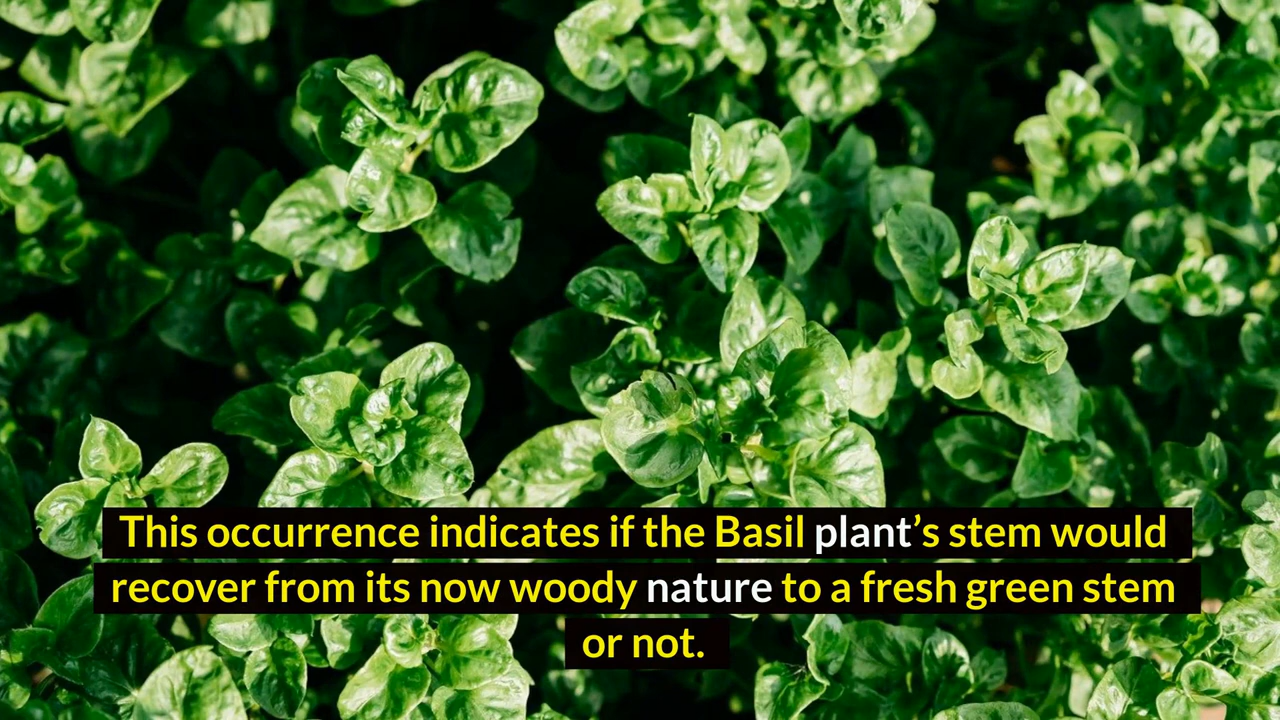 This occurrence indicates if the Basil plant’s stem would
recover from its now woody nature to a fresh green stem
or not.